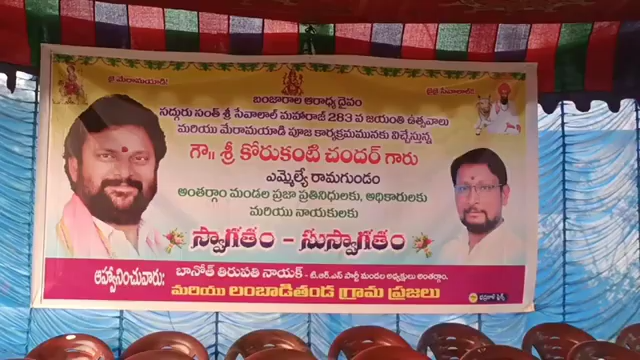 జై మేరామయాడి!
జై సేవాలాల్!
బంజారాల ఆరాధ్య దైవం
సద్గురు సంత్ శ్రీ సేవాలాల్ మహారాజ్ 283 వ జయంతి ఉత్సవాలు
మరియు మేరామయాడి పూజ కార్యక్రమమునకు విచ్చేస్తున్న
గౌ॥ శ్రీ కోరుకంటి చందర్ గారు
ఎమ్మెల్యే రామగుండం
అంతర్గాం మండల ప్రజా ప్రతినిధులకు, అధికారులకు
మరియు నాయకులకు
స్వాగతం - సుస్వాగతం
ఆహ్వానించువారు: బానోత్ తిరుపతి నాయక్ - టి.ఆర్.ఎస్ పార్టీ మండల అధ్యక్షులు అంతర్గాం.
మరియు లంబాడితండ గ్రామ ప్రజలు